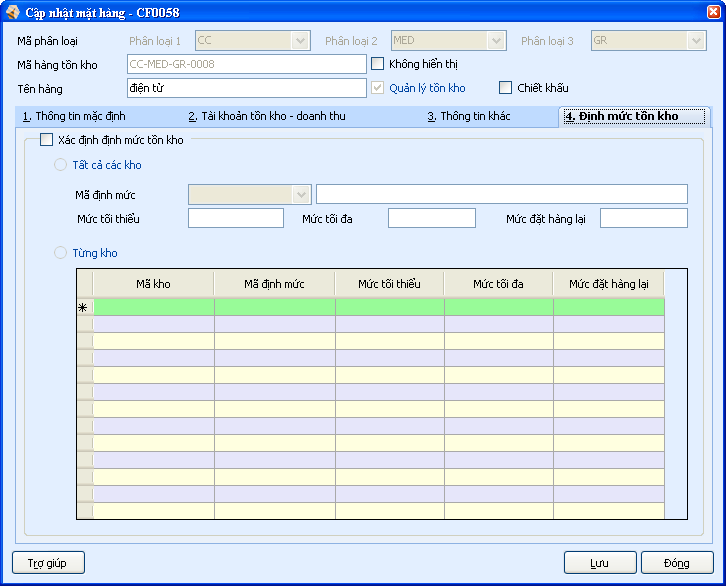 Cập nhật mặt hàng - CF0058
Mã phân loại Phân loại 1 CC Phân loại 2 MED Phân loại 3 GR
Mã hàng tồn kho CC-MED-GR-0008 Không hiển thị
Tên hàng điện tử Quản lý tồn kho Chiết khấu
1. Thông tin mặc định 2. Tài khoản tồn kho - doanh thu 3. Thông tin khác 4. Định mức tồn kho
Xác định định mức tồn kho
Tất cả các kho
Mã định mức
Mức tối thiểu Mức tối đa Mức đặt hàng lại
Từng kho
Mã kho Mã định mức Mức tối thiểu Mức tối đa Mức đặt hàng lại
Trợ giúp Lưu Đóng